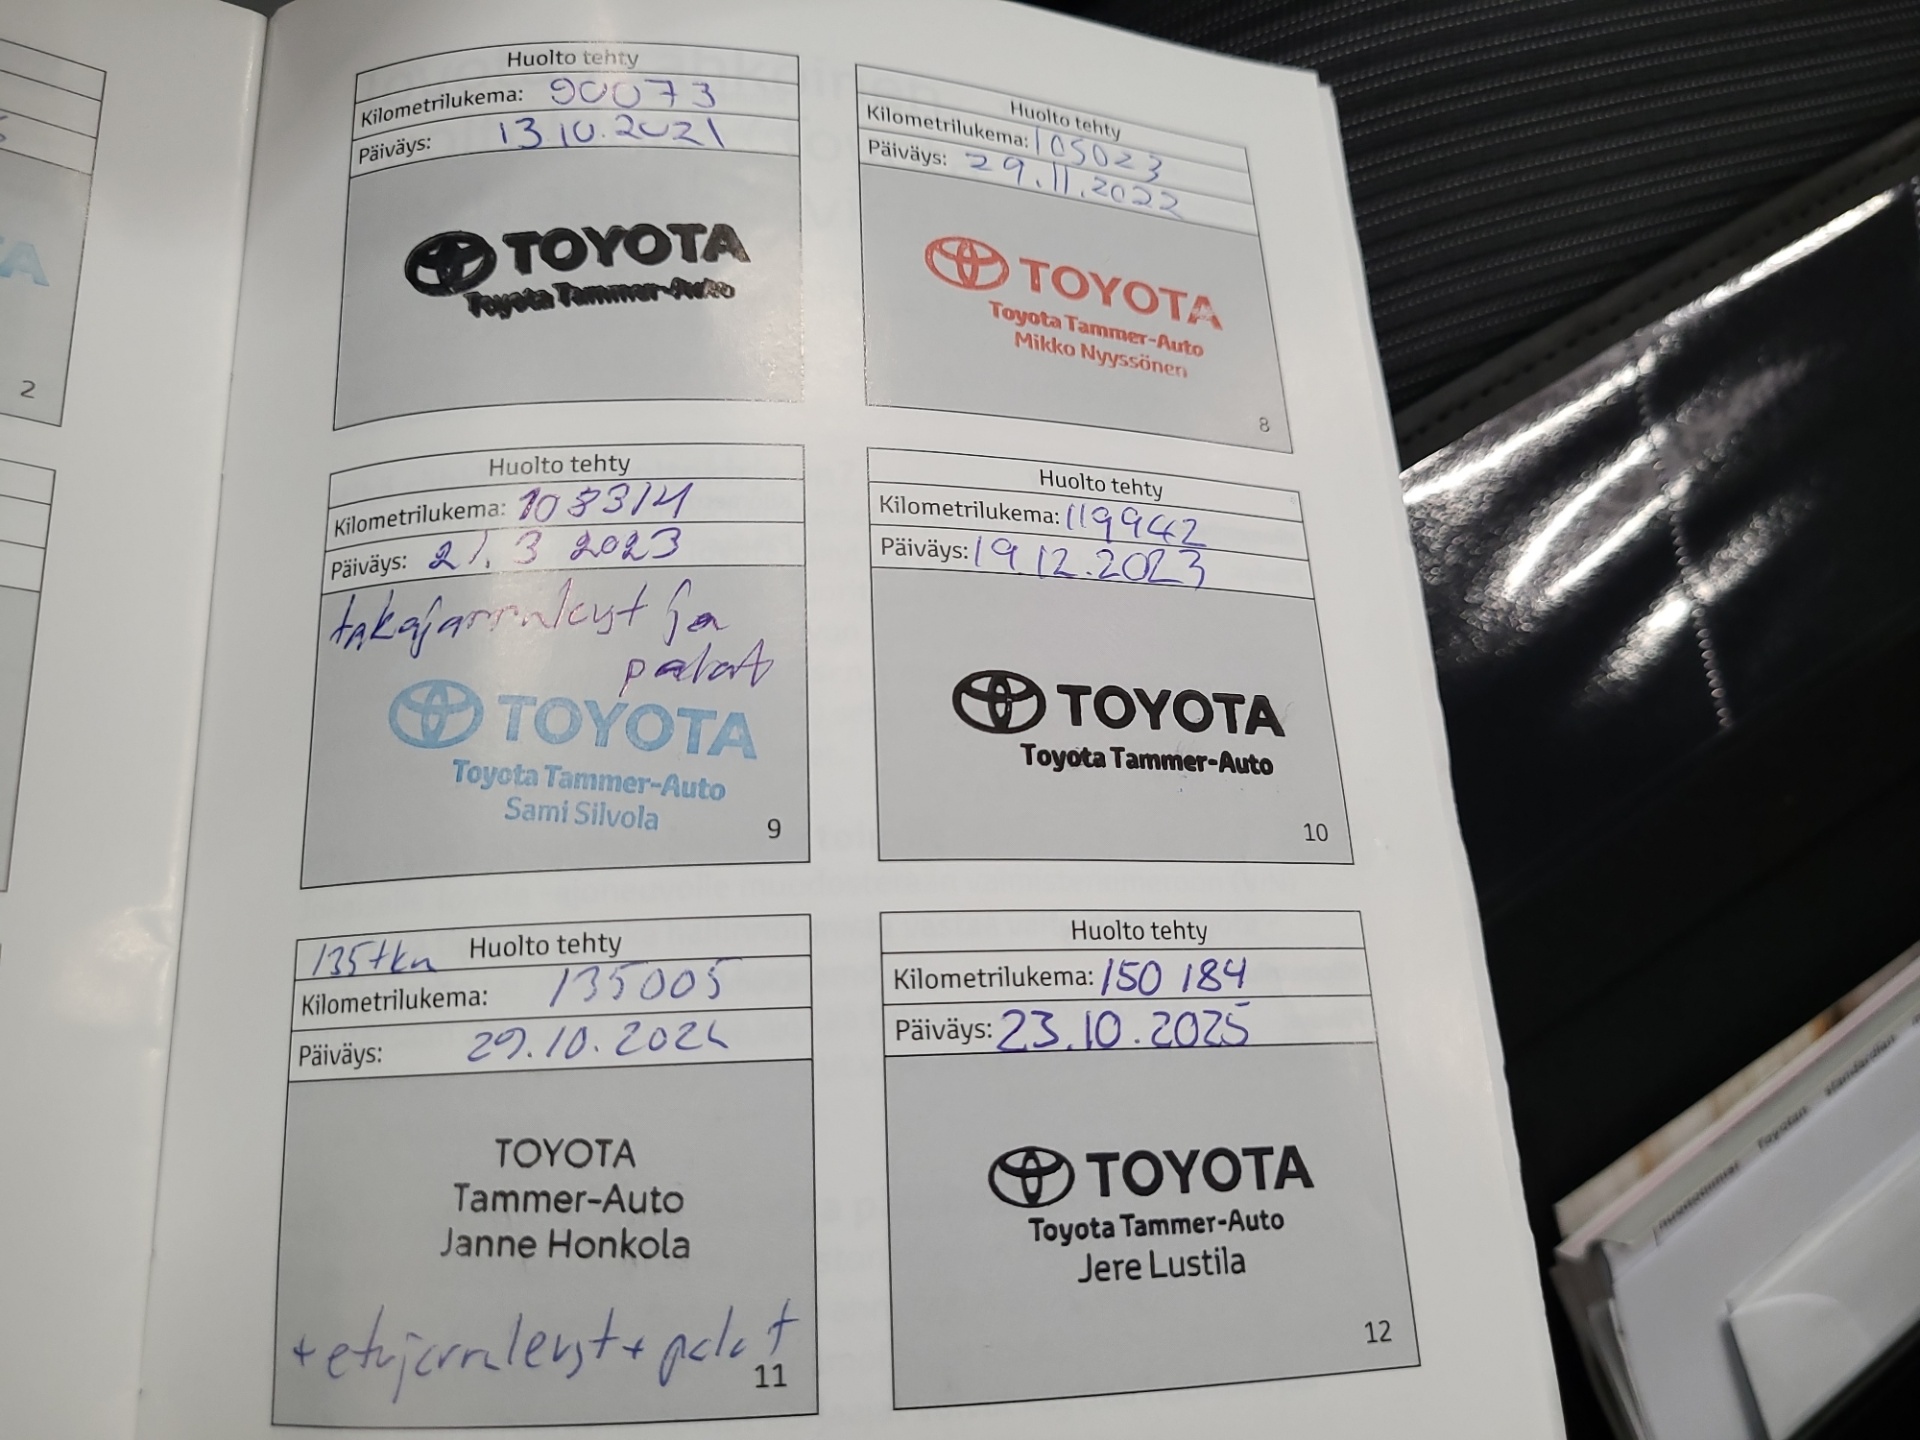 Huolto tehty
Kilometrilukema: 90073
Päiväys: 13.10.2021
TOYOTA
Toyota Tammer-Auto
Huolto tehty
Kilometrilukema: 105023
Päiväys: 29.11.2022
TOYOTA
Toyota Tammer-Auto
Mikko Nyyssönen
8
Huolto tehty
Kilometrilukema: 108314
Päiväys: 21.3 2023
takajarrulevyt ja
palat
TOYOTA
Toyota Tammer-Auto
Sami Silvola
9
Huolto tehty
Kilometrilukema: 119942
Päiväys: 19.12.2023
TOYOTA
Toyota Tammer-Auto
10
135tkm Huolto tehty
Kilometrilukema: 135005
Päiväys: 29.10.2024
TOYOTA
Tammer-Auto
Janne Honkola
+ etujarrulevyt + palat
11
Huolto tehty
Kilometrilukema: 150 184
Päiväys: 23.10.2025
TOYOTA
Toyota Tammer-Auto
Jere Lustila
12
2